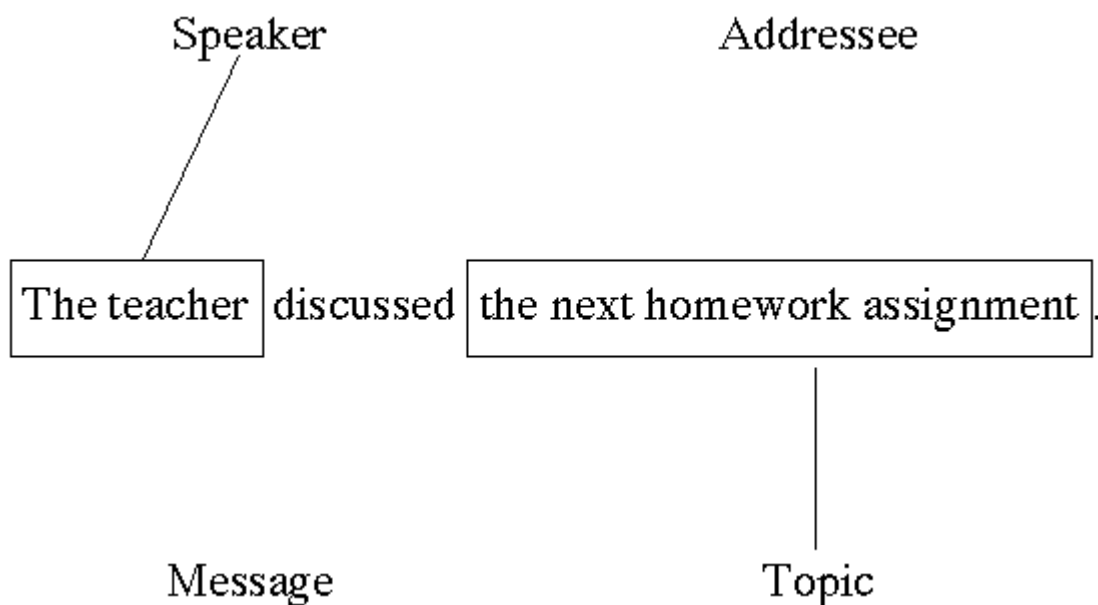 Speaker Addressee
The teacher discussed the next homework assignment.
Message Topic